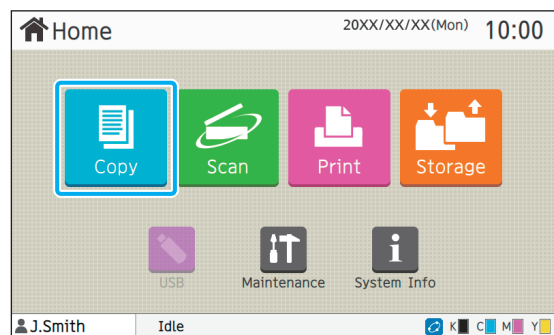 Home 20XX/XX/XX(Mon) 10:00
Copy Scan Print Storage
USB Maintenance System Info
J.Smith Idle K C M Y